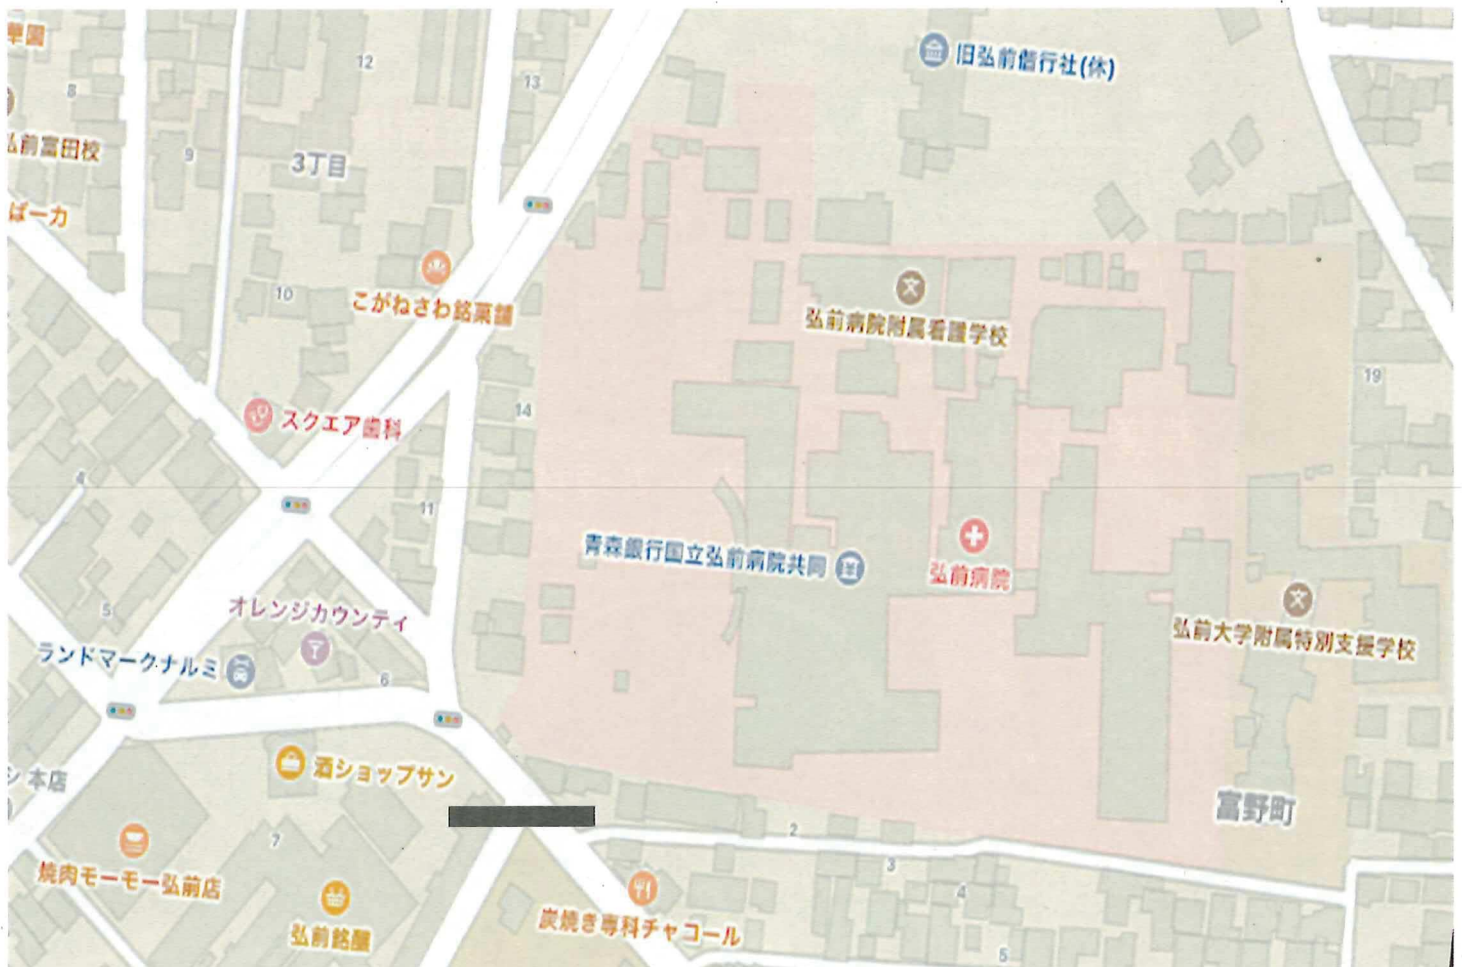 旧弘前偕行社(休)
12
13
8
弘前富田校
9
3丁目
ばー力
10
こがねさわ銘菓舗
弘前病院附属看護学校
19
14
スクエア歯科
4
11
青森銀行国立弘前病院共同
弘前病院
5
オレンジカウンティ
弘前大学附属特別支援学校
ランドマークナルミ
6
酒ショップサン
本店
富野町
2
7
3
焼肉モーモー弘前店
4
炭焼き専科チャコール
弘前銘醸
5